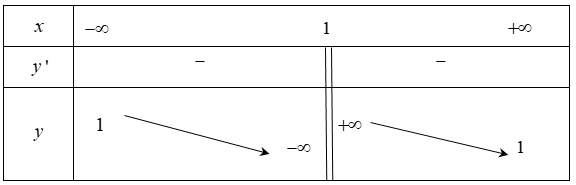 x −∞ 1 +∞
y' − −
y 1 −∞ +∞ 1